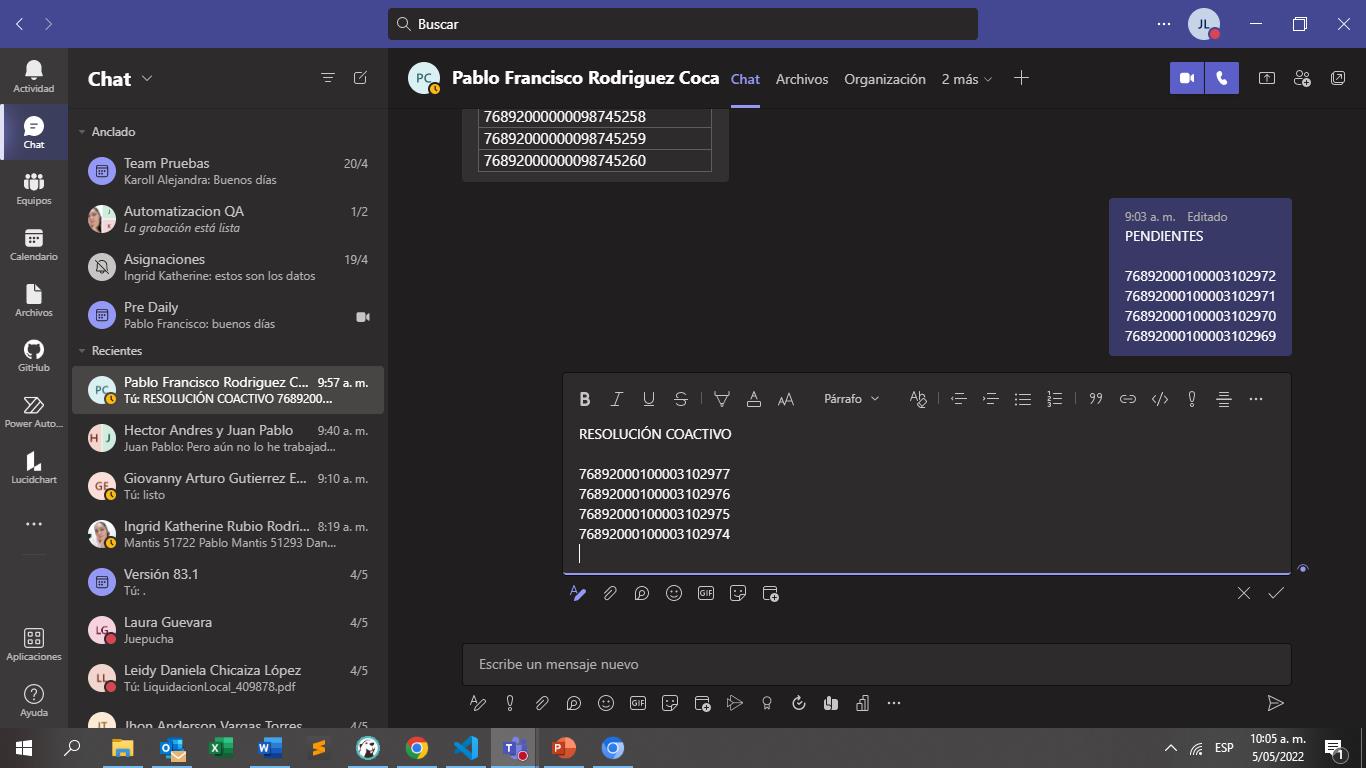 Buscar
JL
Actividad
Chat
Equipos
Calendario
Archivos
GitHub
Power Auto...
Lucidchart
Aplicaciones
Ayuda
Chat
Anclado
Team Pruebas 20/4
Karoll Alejandra: Buenos días
Automatizacion QA 1/2
La grabación está lista
Asignaciones 19/4
Ingrid Katherine: estos son los datos
Pre Daily
Pablo Francisco: buenos días
Recientes
PC Pablo Francisco Rodriguez C... 9:57 a. m.
Tú: RESOLUCIÓN COACTIVO 7689200...
HJ Hector Andres y Juan Pablo 9:40 a. m.
Juan Pablo: Pero aún no lo he trabajad...
GE Giovanny Arturo Gutierrez E... 9:10 a. m.
Tú: listo
Ingrid Katherine Rubio Rodri... 8:19 a. m.
Mantis 51722 Pablo Mantis 51293 Dan...
Versión 83.1 4/5
Tú: .
LG Laura Guevara 4/5
Juepucha
LL Leidy Daniela Chicaiza López 4/5
Tú: LiquidacionLocal_409878.pdf
JT Jhon Anderson Vargas Torres 4/5
PC Pablo Francisco Rodriguez Coca Chat Archivos Organización 2 más
76892000000098745258
76892000000098745259
76892000000098745260
9:03 a. m. Editado
PENDIENTES
76892000100003102972
76892000100003102971
76892000100003102970
76892000100003102969
B I U S A AA Párrafo Ab
RESOLUCIÓN COACTIVO
76892000100003102977
76892000100003102976
76892000100003102975
76892000100003102974
GIF
Escribe un mensaje nuevo
GIF
ESP
10:05 a. m.
5/05/2022
1